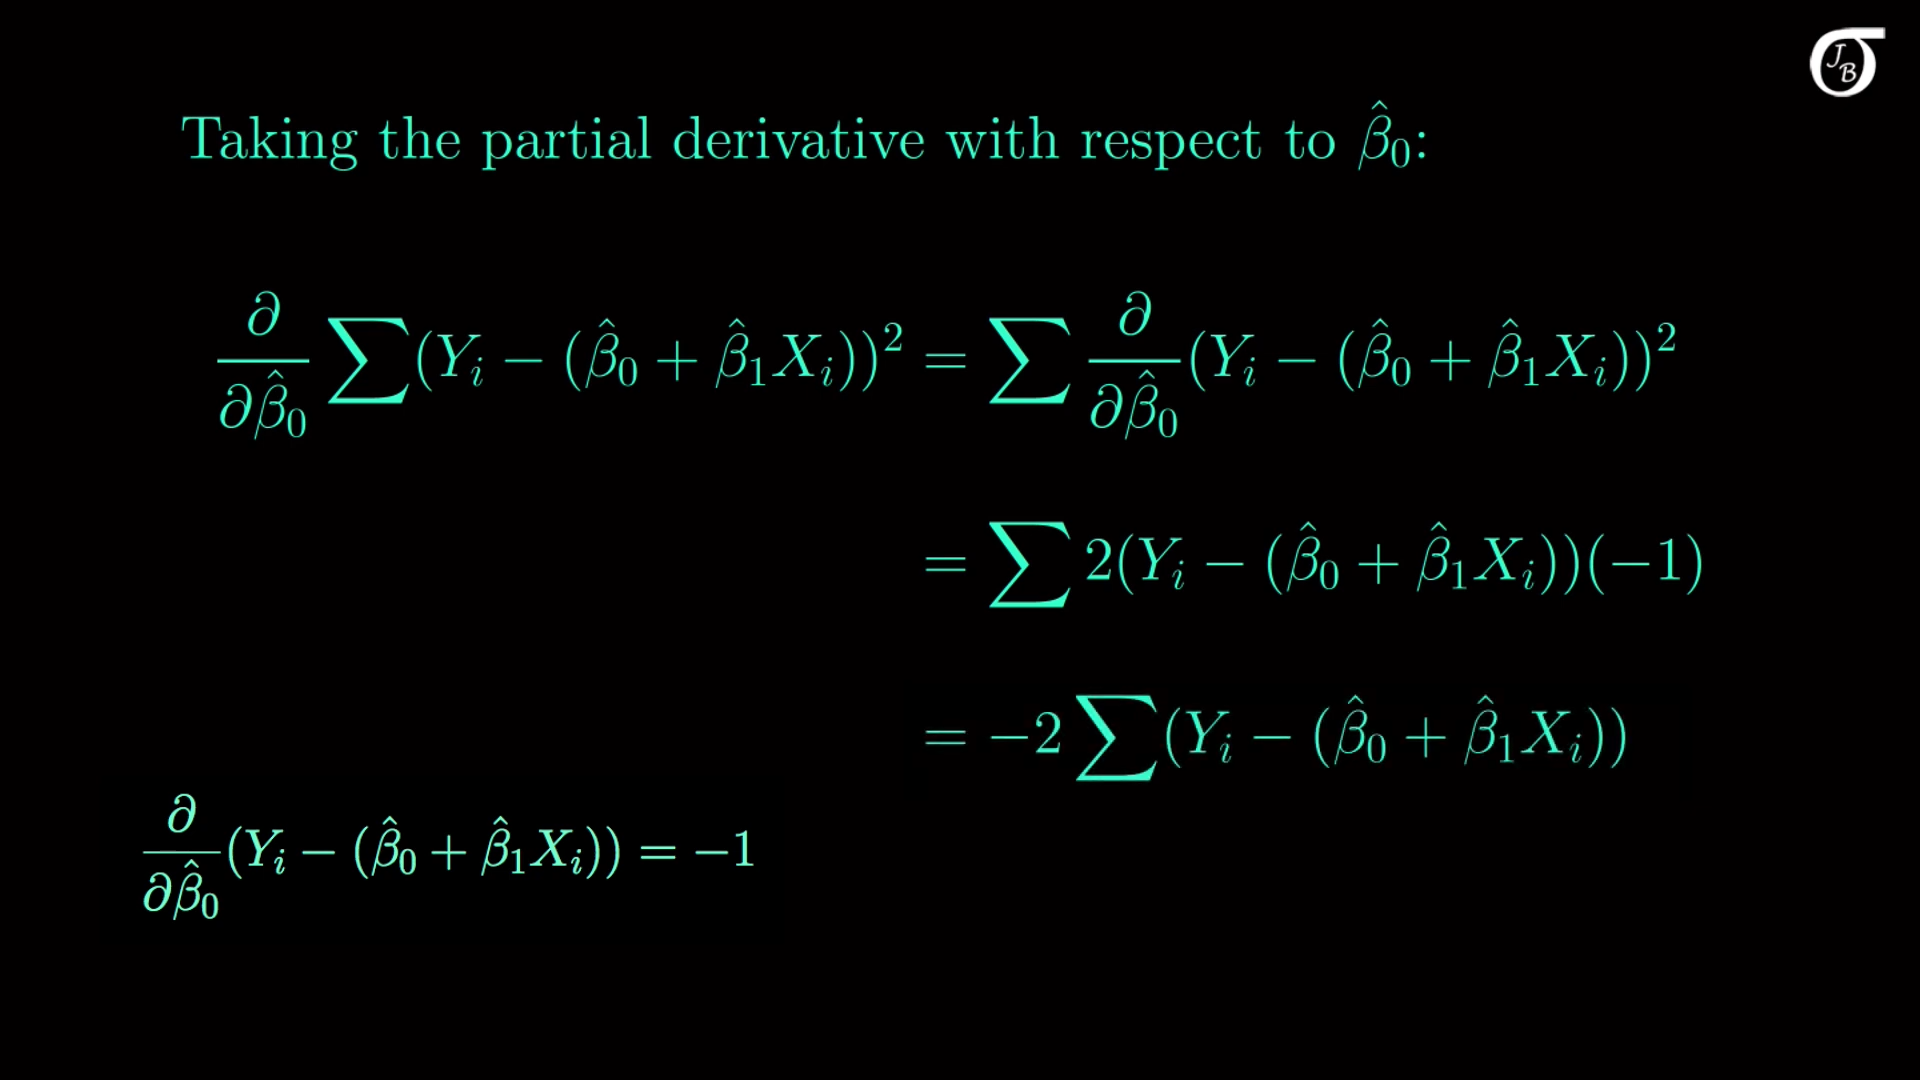 JB
Taking the partial derivative with respect to β̂₀:
∂/∂β̂₀ ∑(Yᵢ − (β̂₀ + β̂₁Xᵢ))² = ∑ ∂/∂β̂₀ (Yᵢ − (β̂₀ + β̂₁Xᵢ))²
= ∑ 2(Yᵢ − (β̂₀ + β̂₁Xᵢ))(−1)
= −2 ∑(Yᵢ − (β̂₀ + β̂₁Xᵢ))
∂/∂β̂₀ (Yᵢ − (β̂₀ + β̂₁Xᵢ)) = −1